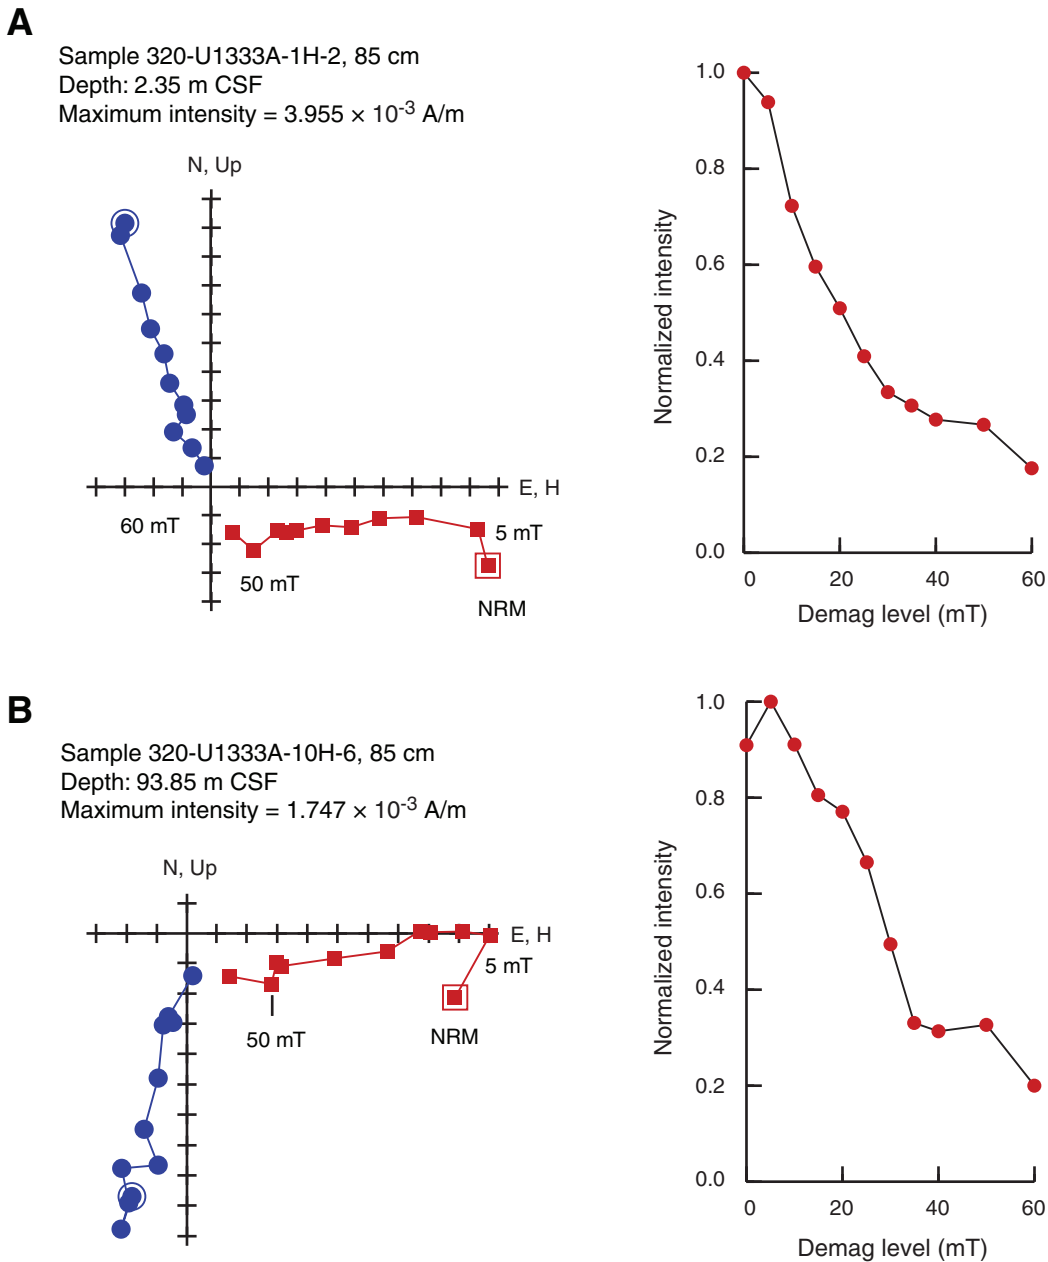 A
Sample 320-U1333A-1H-2, 85 cm
Depth: 2.35 m CSF
Maximum intensity = 3.955 × 10⁻³ A/m
N, Up
E, H
60 mT
50 mT
5 mT
NRM
1.0
0.8
0.6
0.4
0.2
0.0
Normalized intensity
0 20 40 60
Demag level (mT)
B
Sample 320-U1333A-10H-6, 85 cm
Depth: 93.85 m CSF
Maximum intensity = 1.747 × 10⁻³ A/m
N, Up
E, H
5 mT
50 mT
NRM
1.0
0.8
0.6
0.4
0.2
0.0
Normalized intensity
0 20 40 60
Demag level (mT)